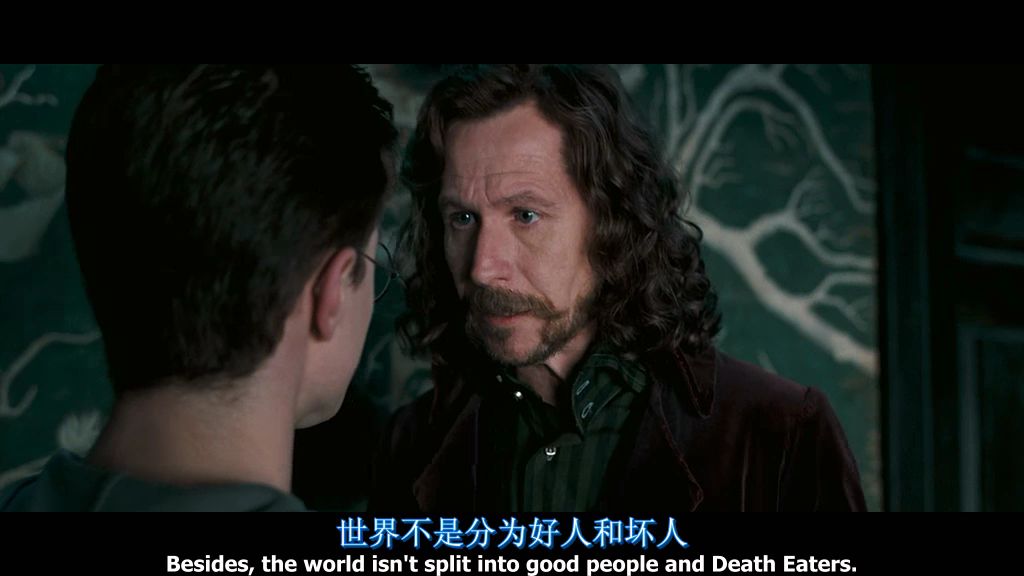 世界不是分为好人和坏人
Besides, the world isn't split into good people and Death Eaters.